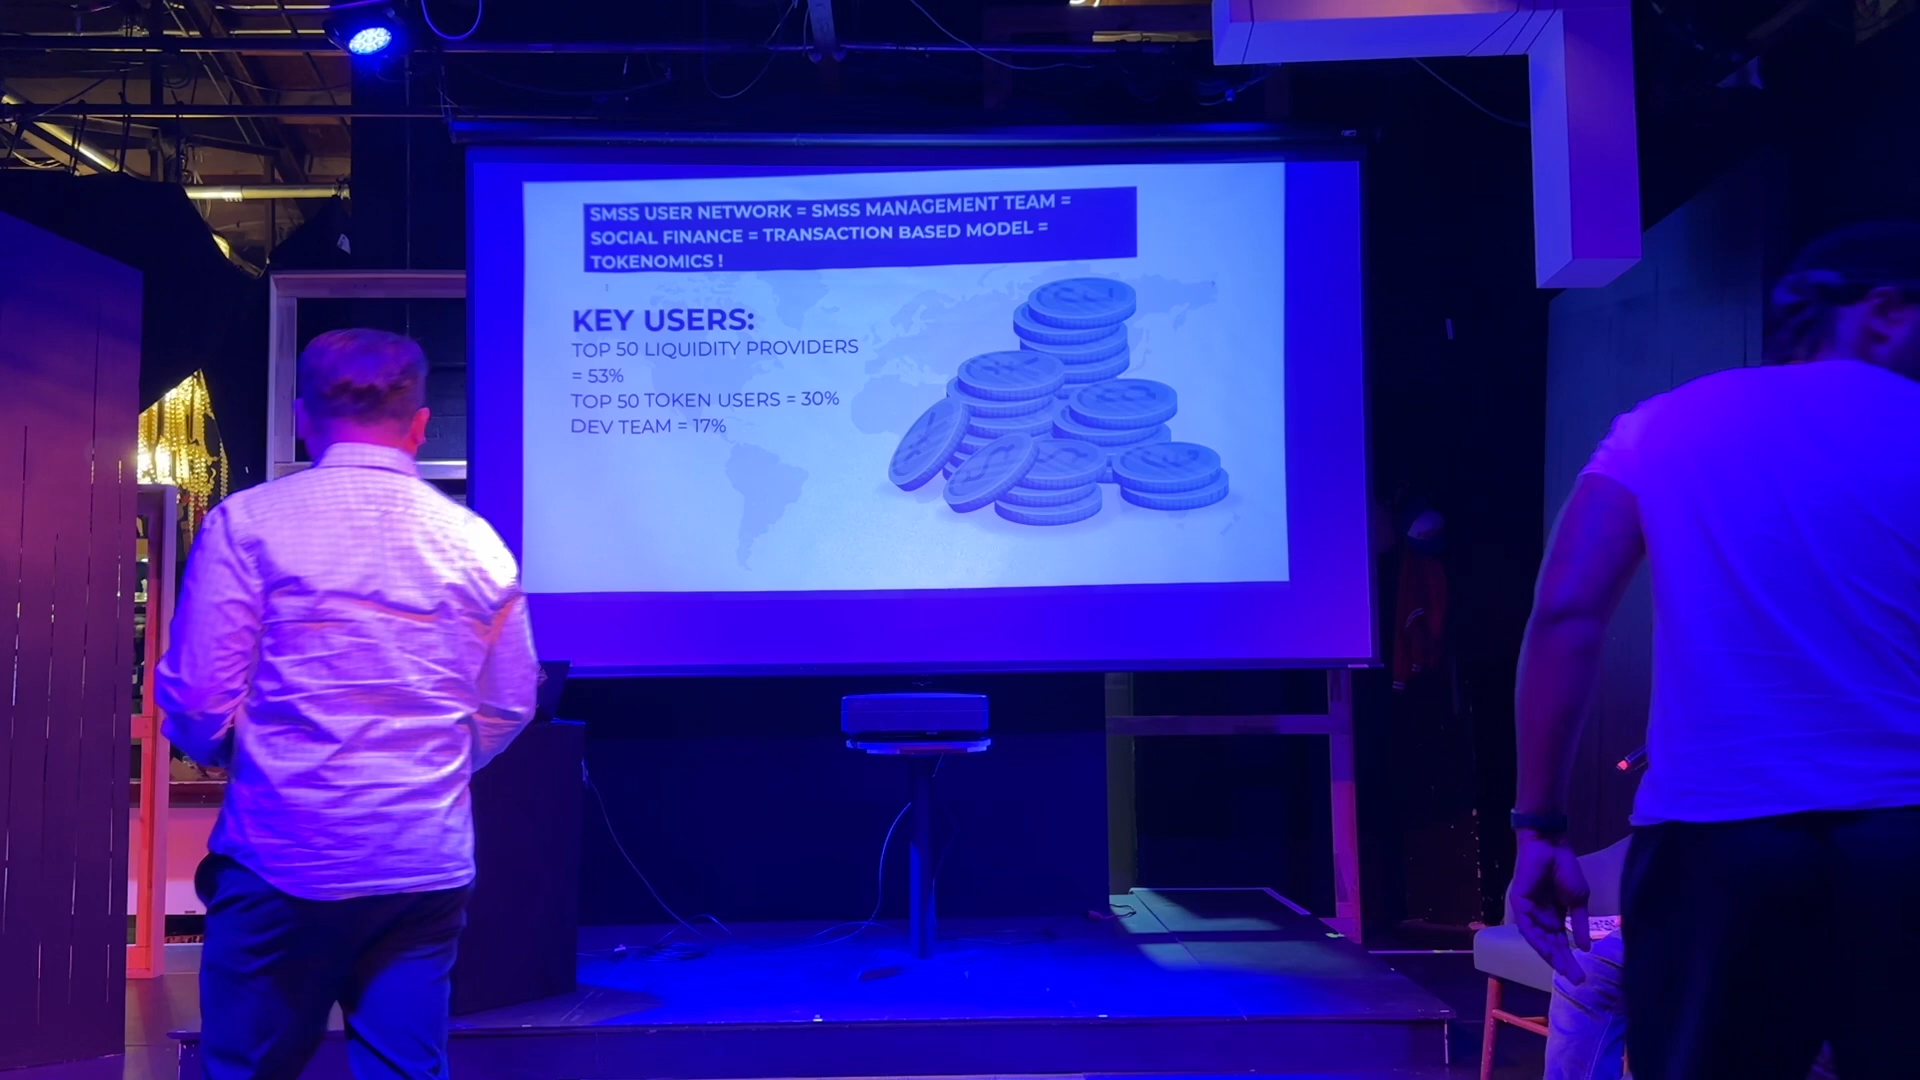 SMSS USER NETWORK = SMSS MANAGEMENT TEAM =
SOCIAL FINANCE = TRANSACTION BASED MODEL =
TOKENOMICS !
KEY USERS:
TOP 50 LIQUIDITY PROVIDERS
= 53%
TOP 50 TOKEN USERS = 30%
DEV TEAM = 17%